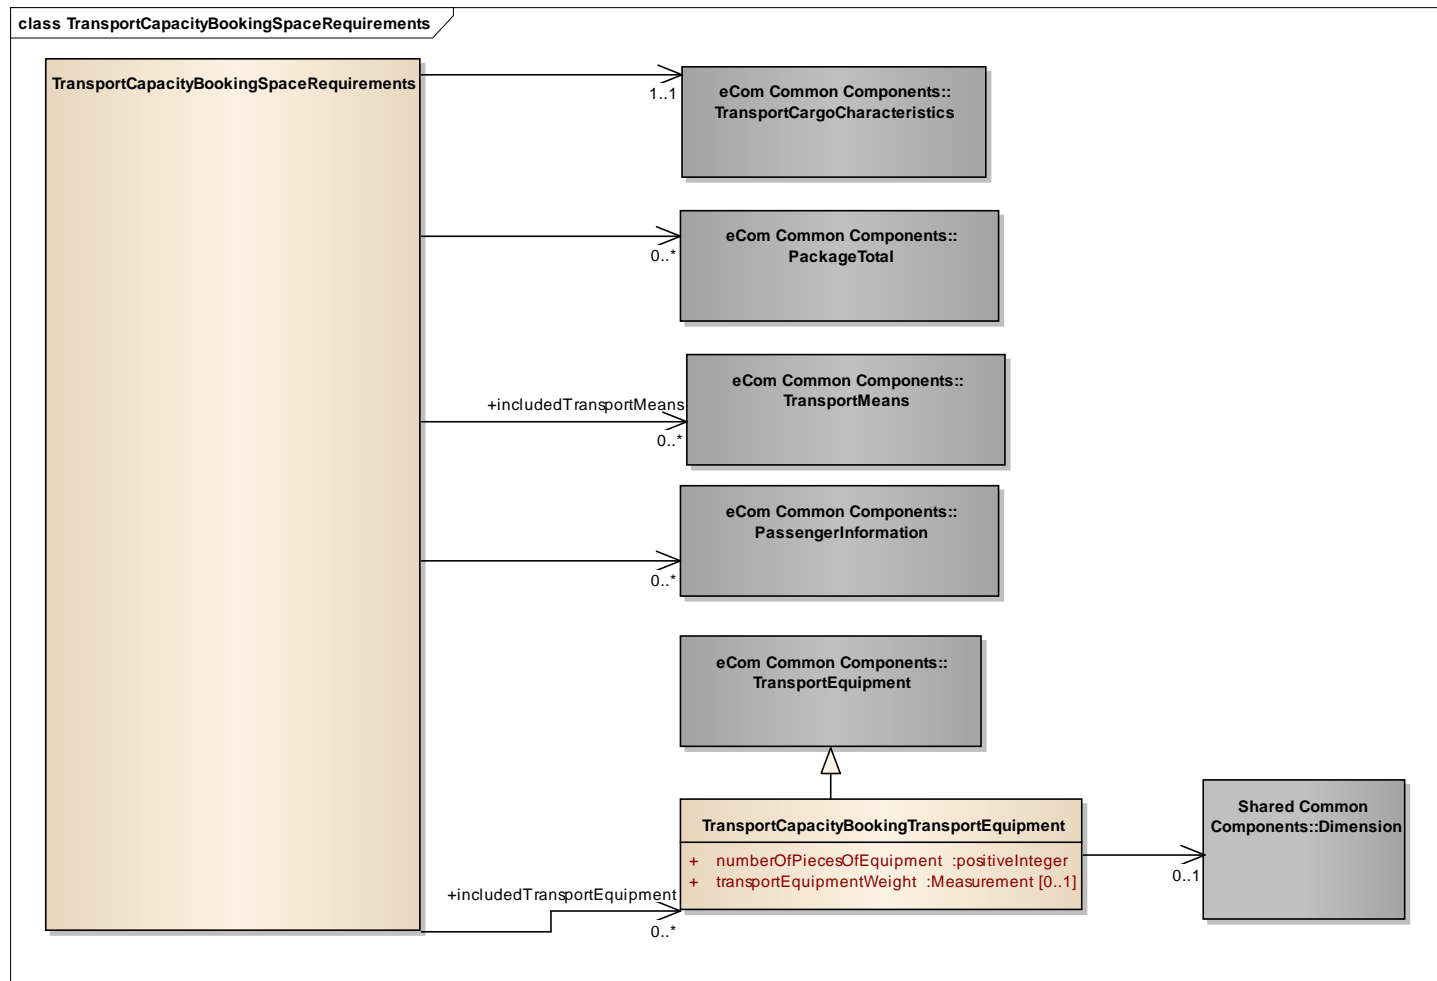 class TransportCapacityBookingSpaceRequirements
TransportCapacityBookingSpaceRequirements
1..1
eCom Common Components::
TransportCargoCharacteristics
0..*
eCom Common Components::
PackageTotal
+includedTransportMeans
0..*
eCom Common Components::
TransportMeans
0..*
eCom Common Components::
PassengerInformation
eCom Common Components::
TransportEquipment
+includedTransportEquipment
0..*
TransportCapacityBookingTransportEquipment
+ numberOfPiecesOfEquipment :positiveInteger
+ transportEquipmentWeight :Measurement [0..1]
0..1
Shared Common
Components::Dimension